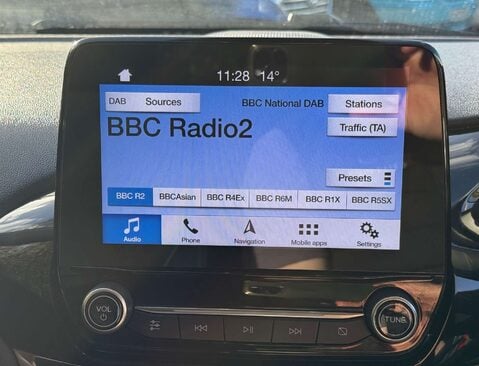 11:28 14°
DAB Sources BBC National DAB Stations
BBC Radio2
Traffic (TA)
Presets
BBC R2 BBCAsian BBC R4Ex BBC R6M BBC R1X BBC R5SX
Audio Phone Navigation Mobile apps Settings
VOL TUNE